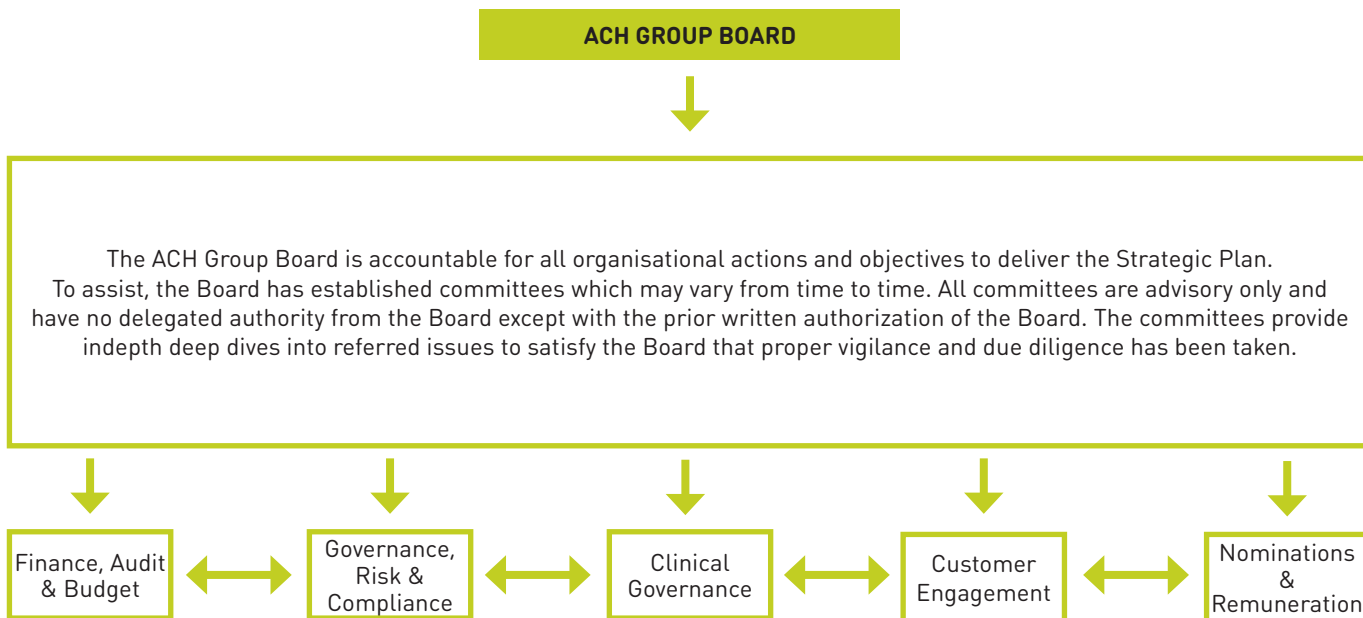 ACH GROUP BOARD
The ACH Group Board is accountable for all organisational actions and objectives to deliver the Strategic Plan.
To assist, the Board has established committees which may vary from time to time. All committees are advisory only and
have no delegated authority from the Board except with the prior written authorization of the Board. The committees provide
indepth deep dives into referred issues to satisfy the Board that proper vigilance and due diligence has been taken.
Finance, Audit
& Budget
Governance,
Risk &
Compliance
Clinical
Governance
Customer
Engagement
Nominations
&
Remuneration